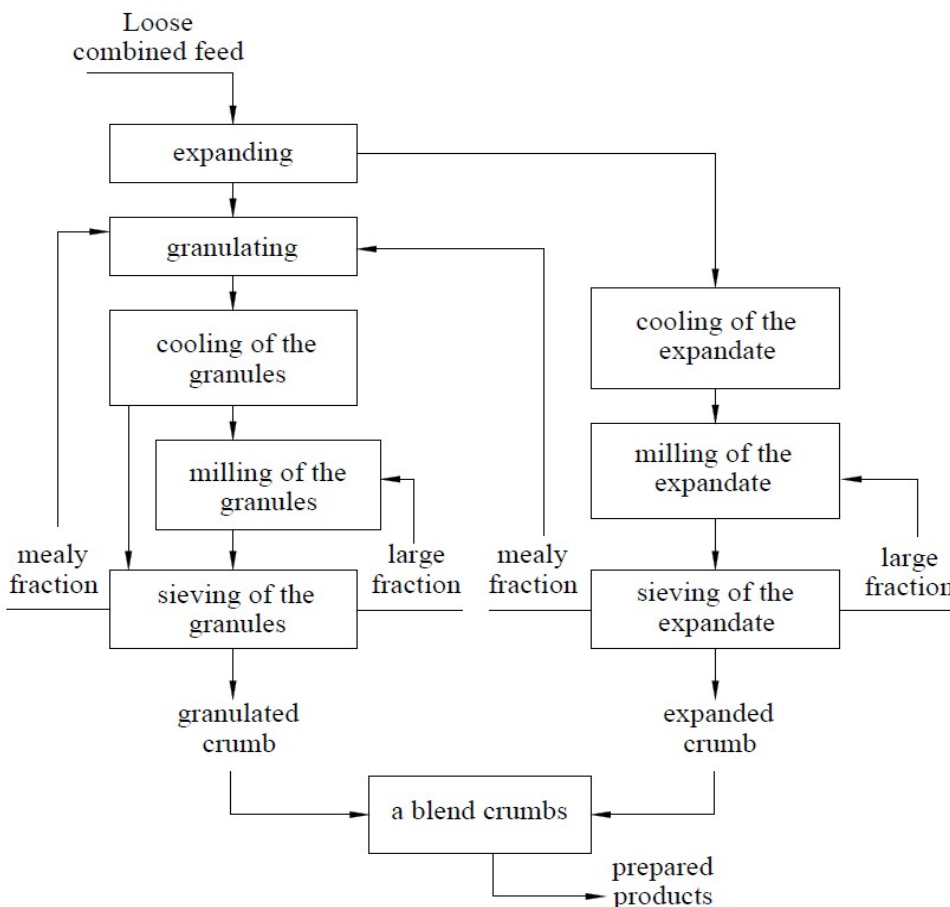 Loose
combined feed
expanding
granulating
cooling of the
granules
cooling of the
expandate
milling of the
granules
milling of the
expandate
mealy
fraction
large
fraction
mealy
fraction
large
fraction
sieving of the
granules
sieving of the
expandate
granulated
crumb
expanded
crumb
a blend crumbs
prepared
products